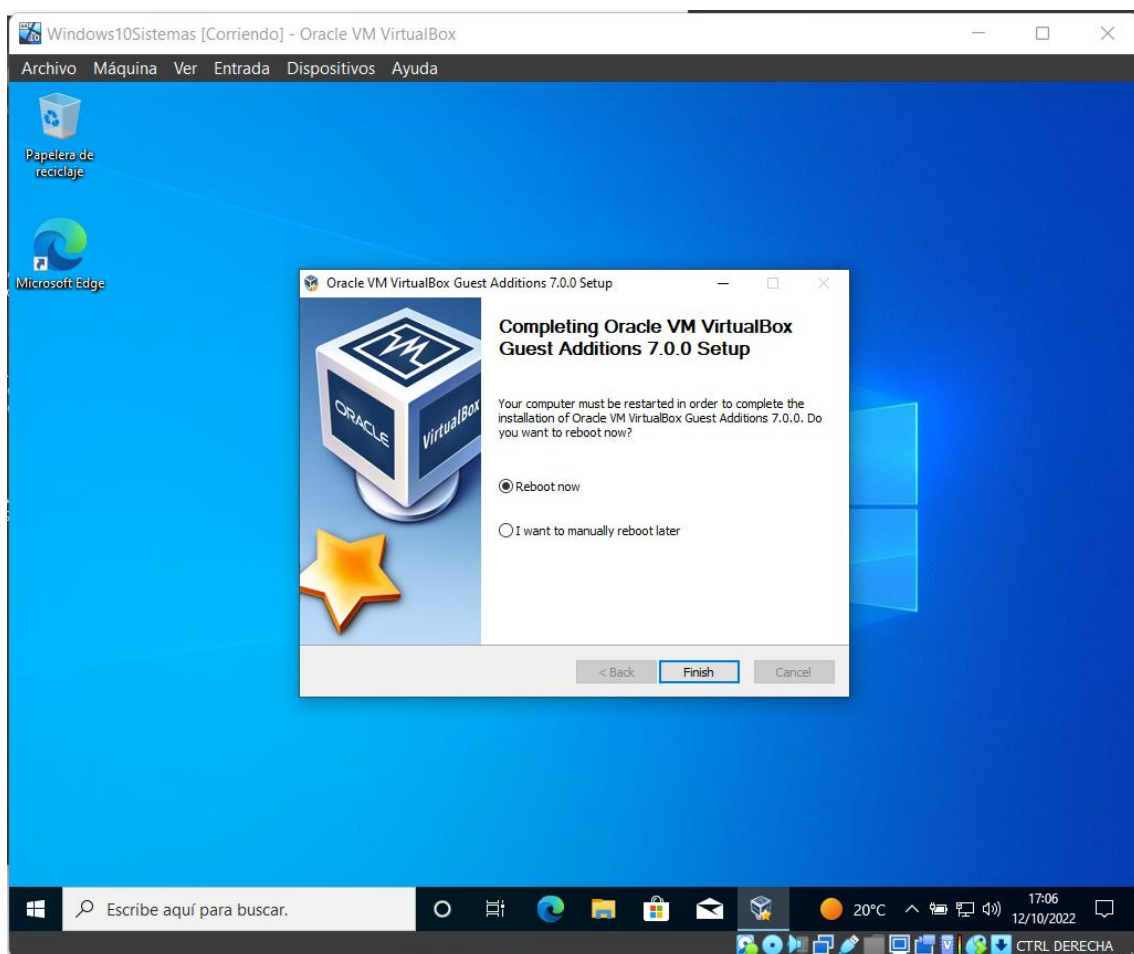 Windows10Sistemas [Corriendo] - Oracle VM VirtualBox
Archivo Máquina Ver Entrada Dispositivos Ayuda
Papelera de
reciclaje
Microsoft Edge
Oracle VM VirtualBox Guest Additions 7.0.0 Setup
Completing Oracle VM VirtualBox
Guest Additions 7.0.0 Setup
ORACLE
VirtualBox
Your computer must be restarted in order to complete the
installation of Oracle VM VirtualBox Guest Additions 7.0.0. Do
you want to reboot now?
Reboot now
I want to manually reboot later
< Back Finish Cancel
Escribe aquí para buscar.
20°C
17:06
12/10/2022
CTRL DERECHA